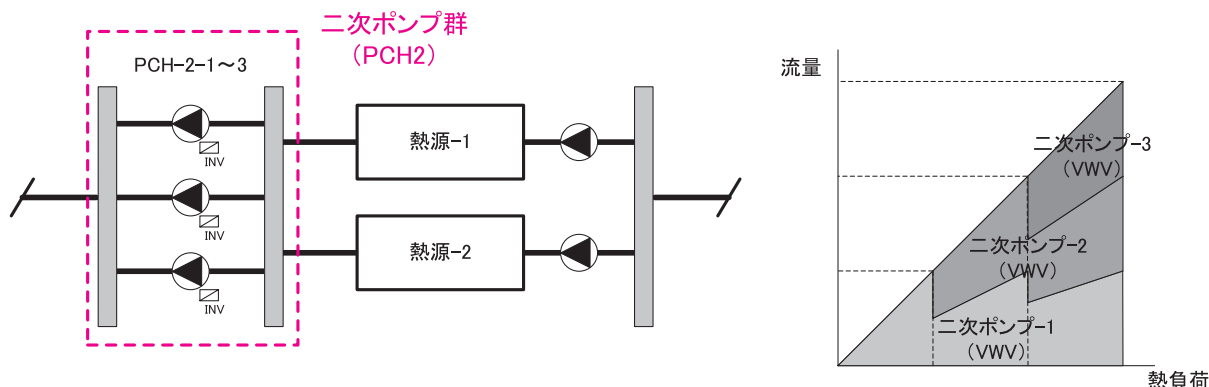 二次ポンプ群
（PCH2）
PCH-2-1～3
INV
INV
INV
熱源-1
熱源-2
流量
二次ポンプ-3
（VWV）
二次ポンプ-2
（VWV）
二次ポンプ-1
（VWV）
熱負荷